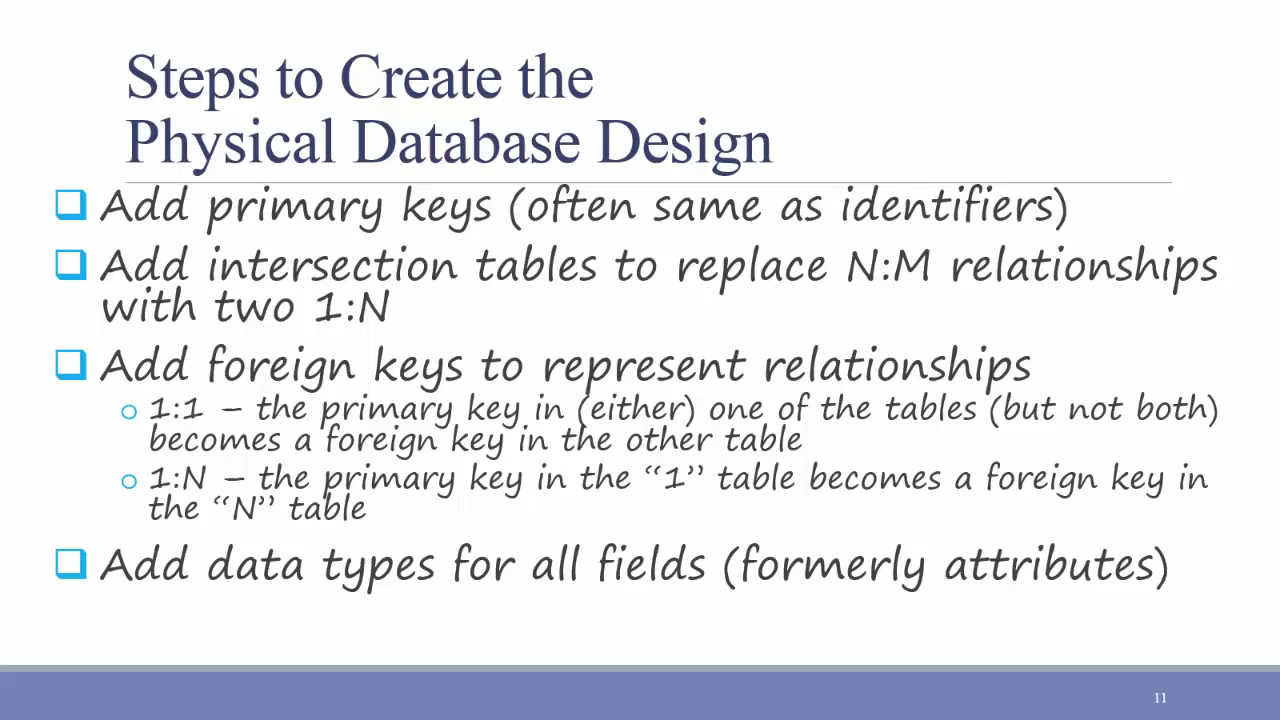 Steps to Create the
Physical Database Design
❑ Add primary keys (often same as identifiers)
❑ Add intersection tables to replace N:M relationships
with two 1:N
❑ Add foreign keys to represent relationships
o 1:1 – the primary key in (either) one of the tables (but not both)
becomes a foreign key in the other table
o 1:N – the primary key in the “1” table becomes a foreign key in
the “N” table
❑ Add data types for all fields (formerly attributes)
11